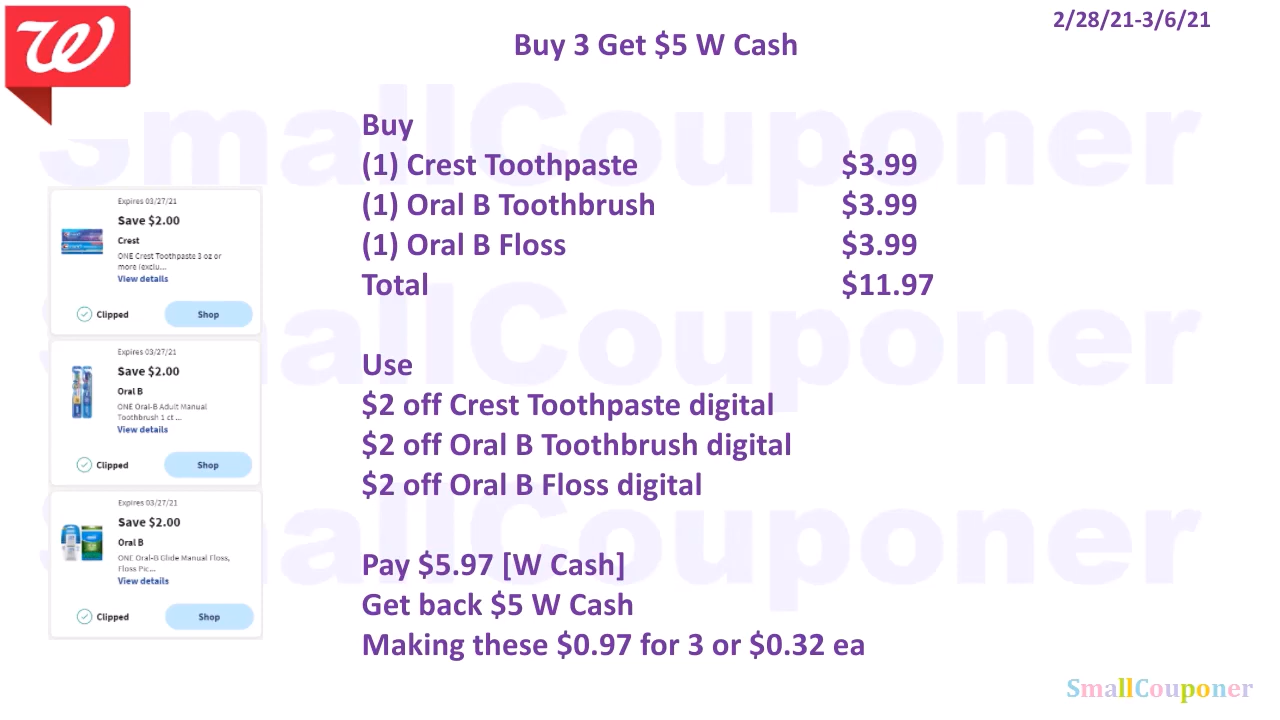 2/28/21-3/6/21
Buy 3 Get $5 W Cash
Buy
(1) Crest Toothpaste $3.99
(1) Oral B Toothbrush $3.99
(1) Oral B Floss $3.99
Total $11.97
Use
$2 off Crest Toothpaste digital
$2 off Oral B Toothbrush digital
$2 off Oral B Floss digital
Pay $5.97 [W Cash]
Get back $5 W Cash
Making these $0.97 for 3 or $0.32 ea
Expires 03/27/21
Save $2.00
Crest
ONE Crest Toothpaste 3 oz or
more (exclu...
View details
Clipped Shop
Expires 03/27/21
Save $2.00
Oral B
ONE Oral-B Adult Manual
Toothbrush 1 ct ...
View details
Clipped Shop
Expires 03/27/21
Save $2.00
Oral B
ONE Oral-B Glide Manual Floss,
Floss Pic...
View details
Clipped Shop
SmallCouponer
SmallCouponer
SmallCouponer
SmallCouponer